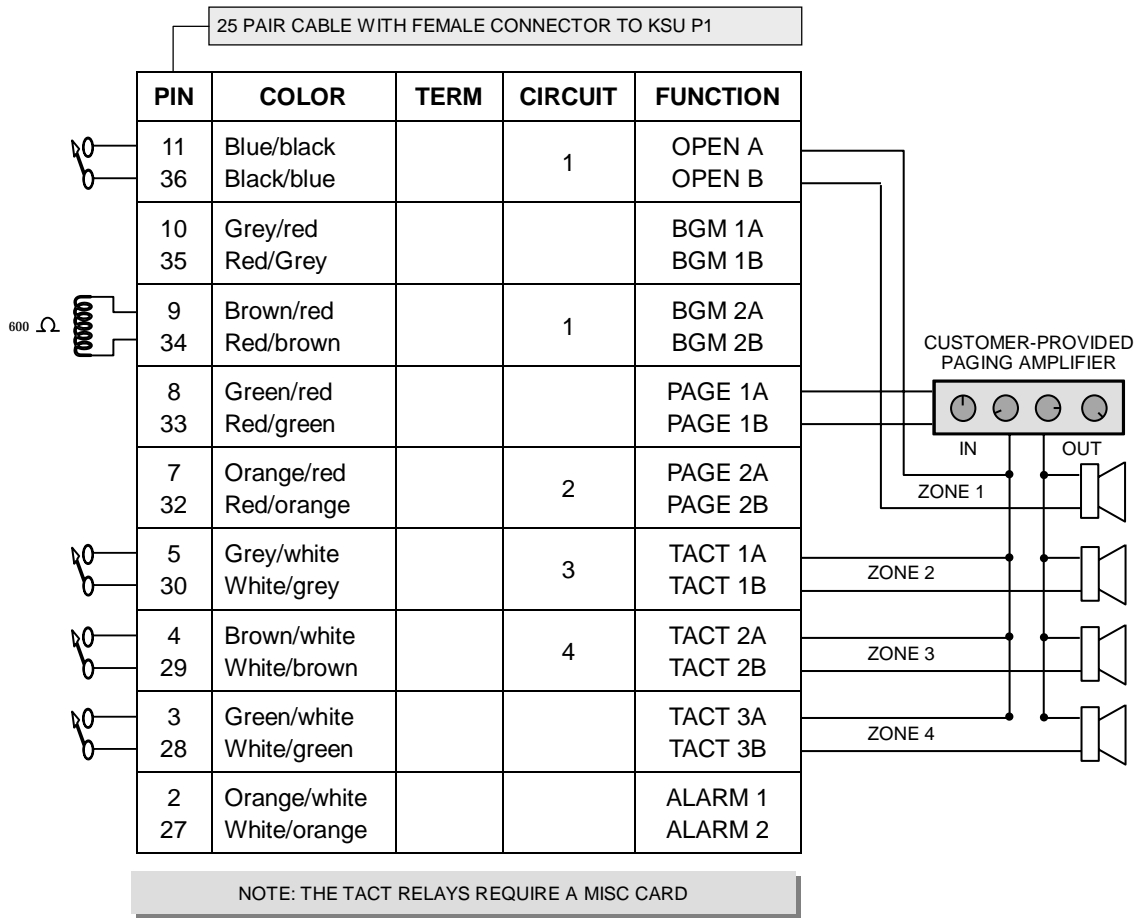 25 PAIR CABLE WITH FEMALE CONNECTOR TO KSU P1
PIN COLOR TERM CIRCUIT FUNCTION
11 Blue/black 1 OPEN A
36 Black/blue OPEN B
10 Grey/red BGM 1A
35 Red/Grey BGM 1B
600 Ω
9 Brown/red 1 BGM 2A
34 Red/brown BGM 2B
8 Green/red PAGE 1A
33 Red/green PAGE 1B
7 Orange/red 2 PAGE 2A
32 Red/orange PAGE 2B
5 Grey/white 3 TACT 1A
30 White/grey TACT 1B
4 Brown/white 4 TACT 2A
29 White/brown TACT 2B
3 Green/white TACT 3A
28 White/green TACT 3B
2 Orange/white ALARM 1
27 White/orange ALARM 2
CUSTOMER-PROVIDED
PAGING AMPLIFIER
IN OUT
ZONE 1
ZONE 2
ZONE 3
ZONE 4
NOTE: THE TACT RELAYS REQUIRE A MISC CARD